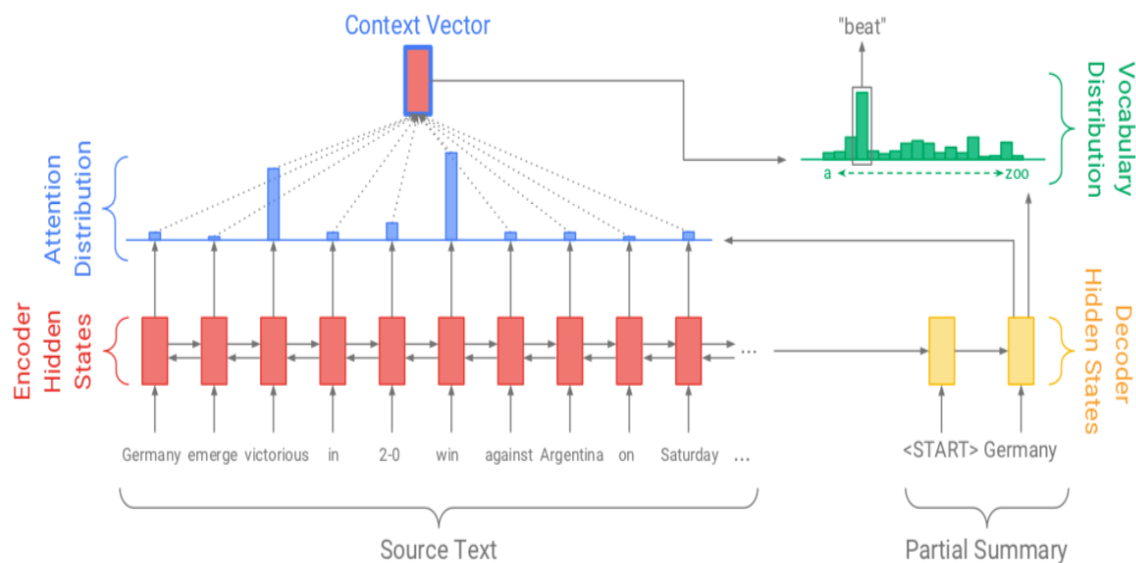 Context Vector
"beat"
Vocabulary
Distribution
a
zoo
Attention
Distribution
Encoder
Hidden
States
Decoder
Hidden States
...
Germany emerge victorious in 2-0 win against Argentina on Saturday ...
<START> Germany
Source Text
Partial Summary